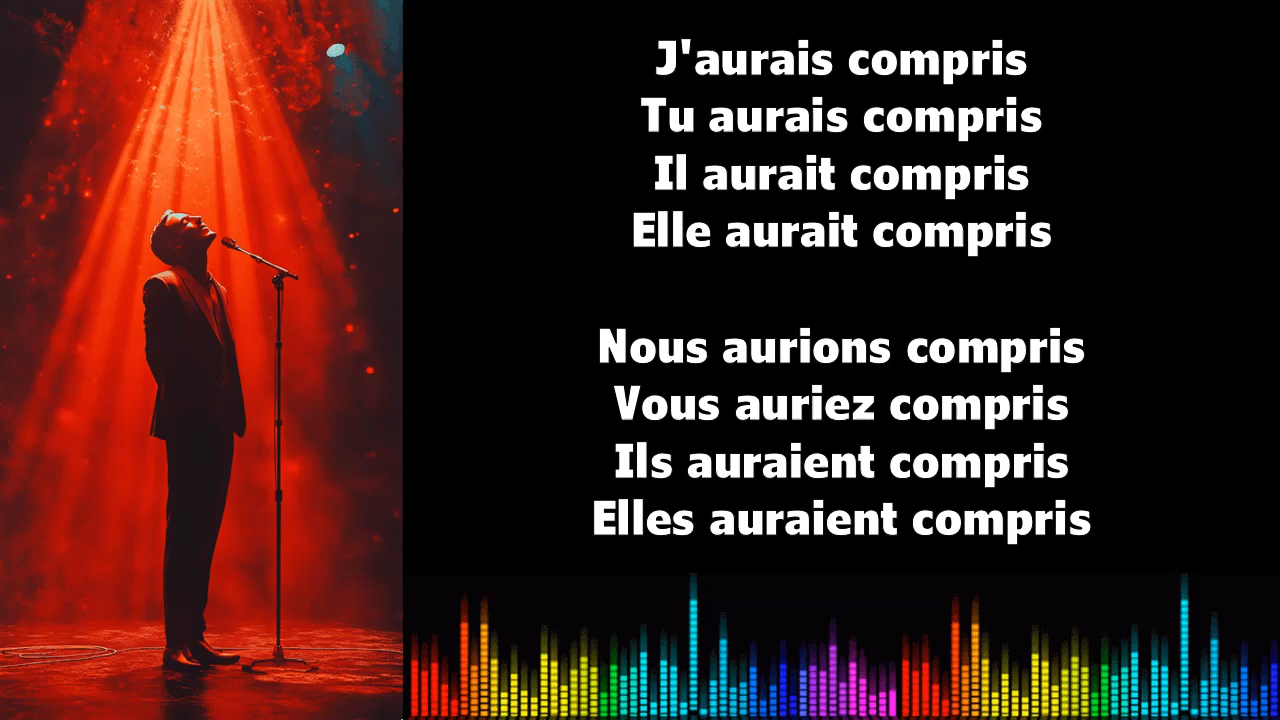 J'aurais compris
Tu aurais compris
Il aurait compris
Elle aurait compris
Nous aurions compris
Vous auriez compris
Ils auraient compris
Elles auraient compris